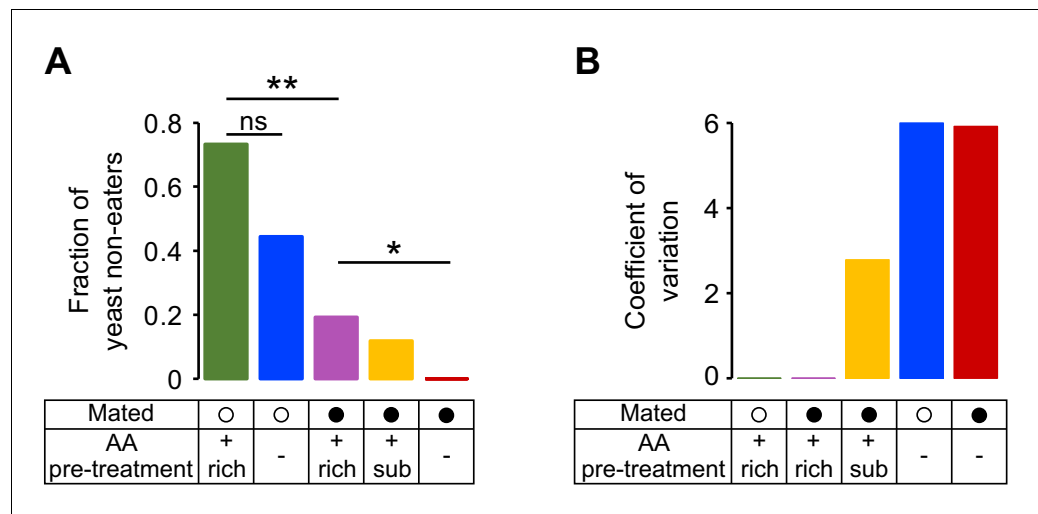 A
**
ns
0.8
0.6
0.4
0.2
0
Fraction of
yeast non-eaters
*
Mated
AA
pre-treatment
+ - + + -
rich rich sub
B
6
4
2
0
Coefficient of
variation
Mated
AA
pre-treatment
+ + + - -
rich rich sub